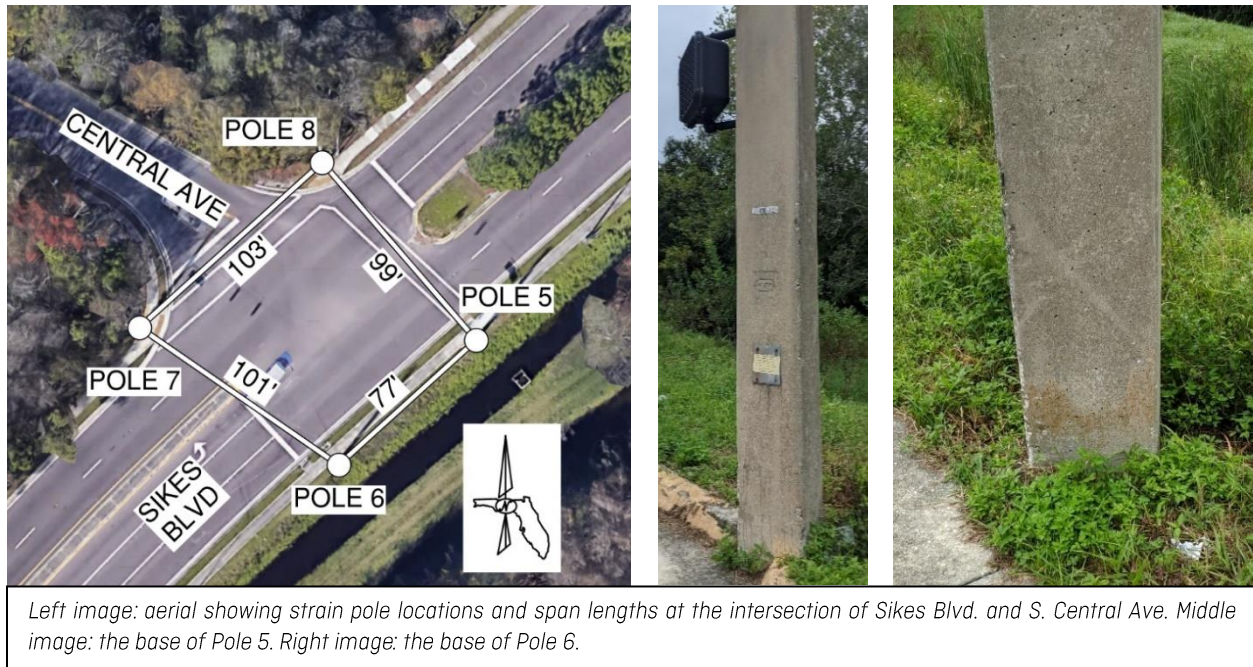 POLE 8
CENTRAL AVE
103'
99'
POLE 5
POLE 7
101'
77'
SIKES
BLVD
POLE 6
Left image: aerial showing strain pole locations and span lengths at the intersection of Sikes Blvd. and S. Central Ave. Middle
image: the base of Pole 5. Right image: the base of Pole 6.